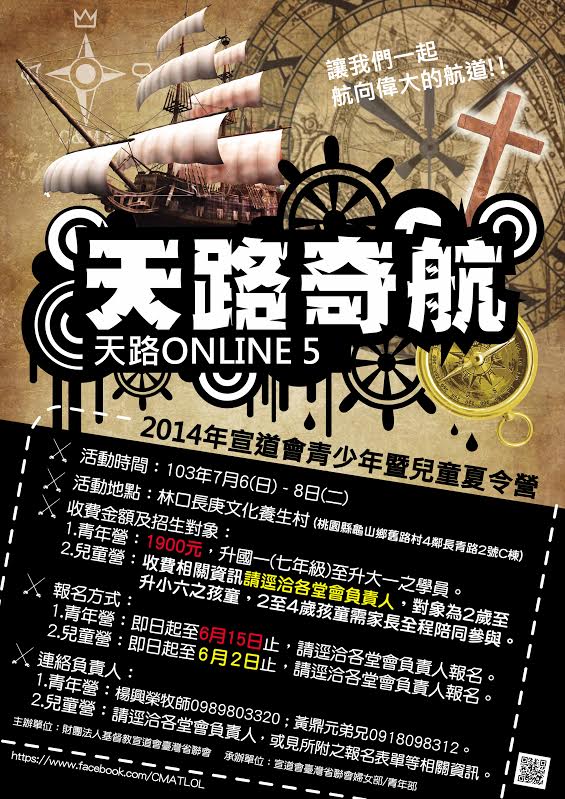 C&MA
讓我們一起
航向偉大的航道!!
天路奇航
天路ONLINE 5
2014年宣道會青少年暨兒童夏令營
活動時間：103年7月6(日) - 8日(二)
活動地點：林口長庚文化養生村 (桃園縣龜山鄉舊路村4鄰長青路2號C棟)
收費金額及招生對象：
1.青年營：1900元，升國一(七年級)至升大一之學員。
2.兒童營：收費相關資訊請逕洽各堂會負責人，對象為2歲至
升小六之孩童，2至4歲孩童需家長全程陪同參與。
報名方式：
1.青年營：即日起至6月15日止，請逕洽各堂會負責人報名。
2.兒童營：即日起至6月2日止，請逕洽各堂會負責人報名。
連絡負責人：
1.青年營：楊興榮牧師0989803320；黃鼎元弟兄0918098312。
2.兒童營：請逕洽各堂會負責人，或見所附之報名表單等相關資訊。
主辦單位：財團法人基督教宣道會臺灣省聯會 承辦單位：宣道會臺灣省聯會婦女部/青年部
https://www.facebook.com/CMATLOL